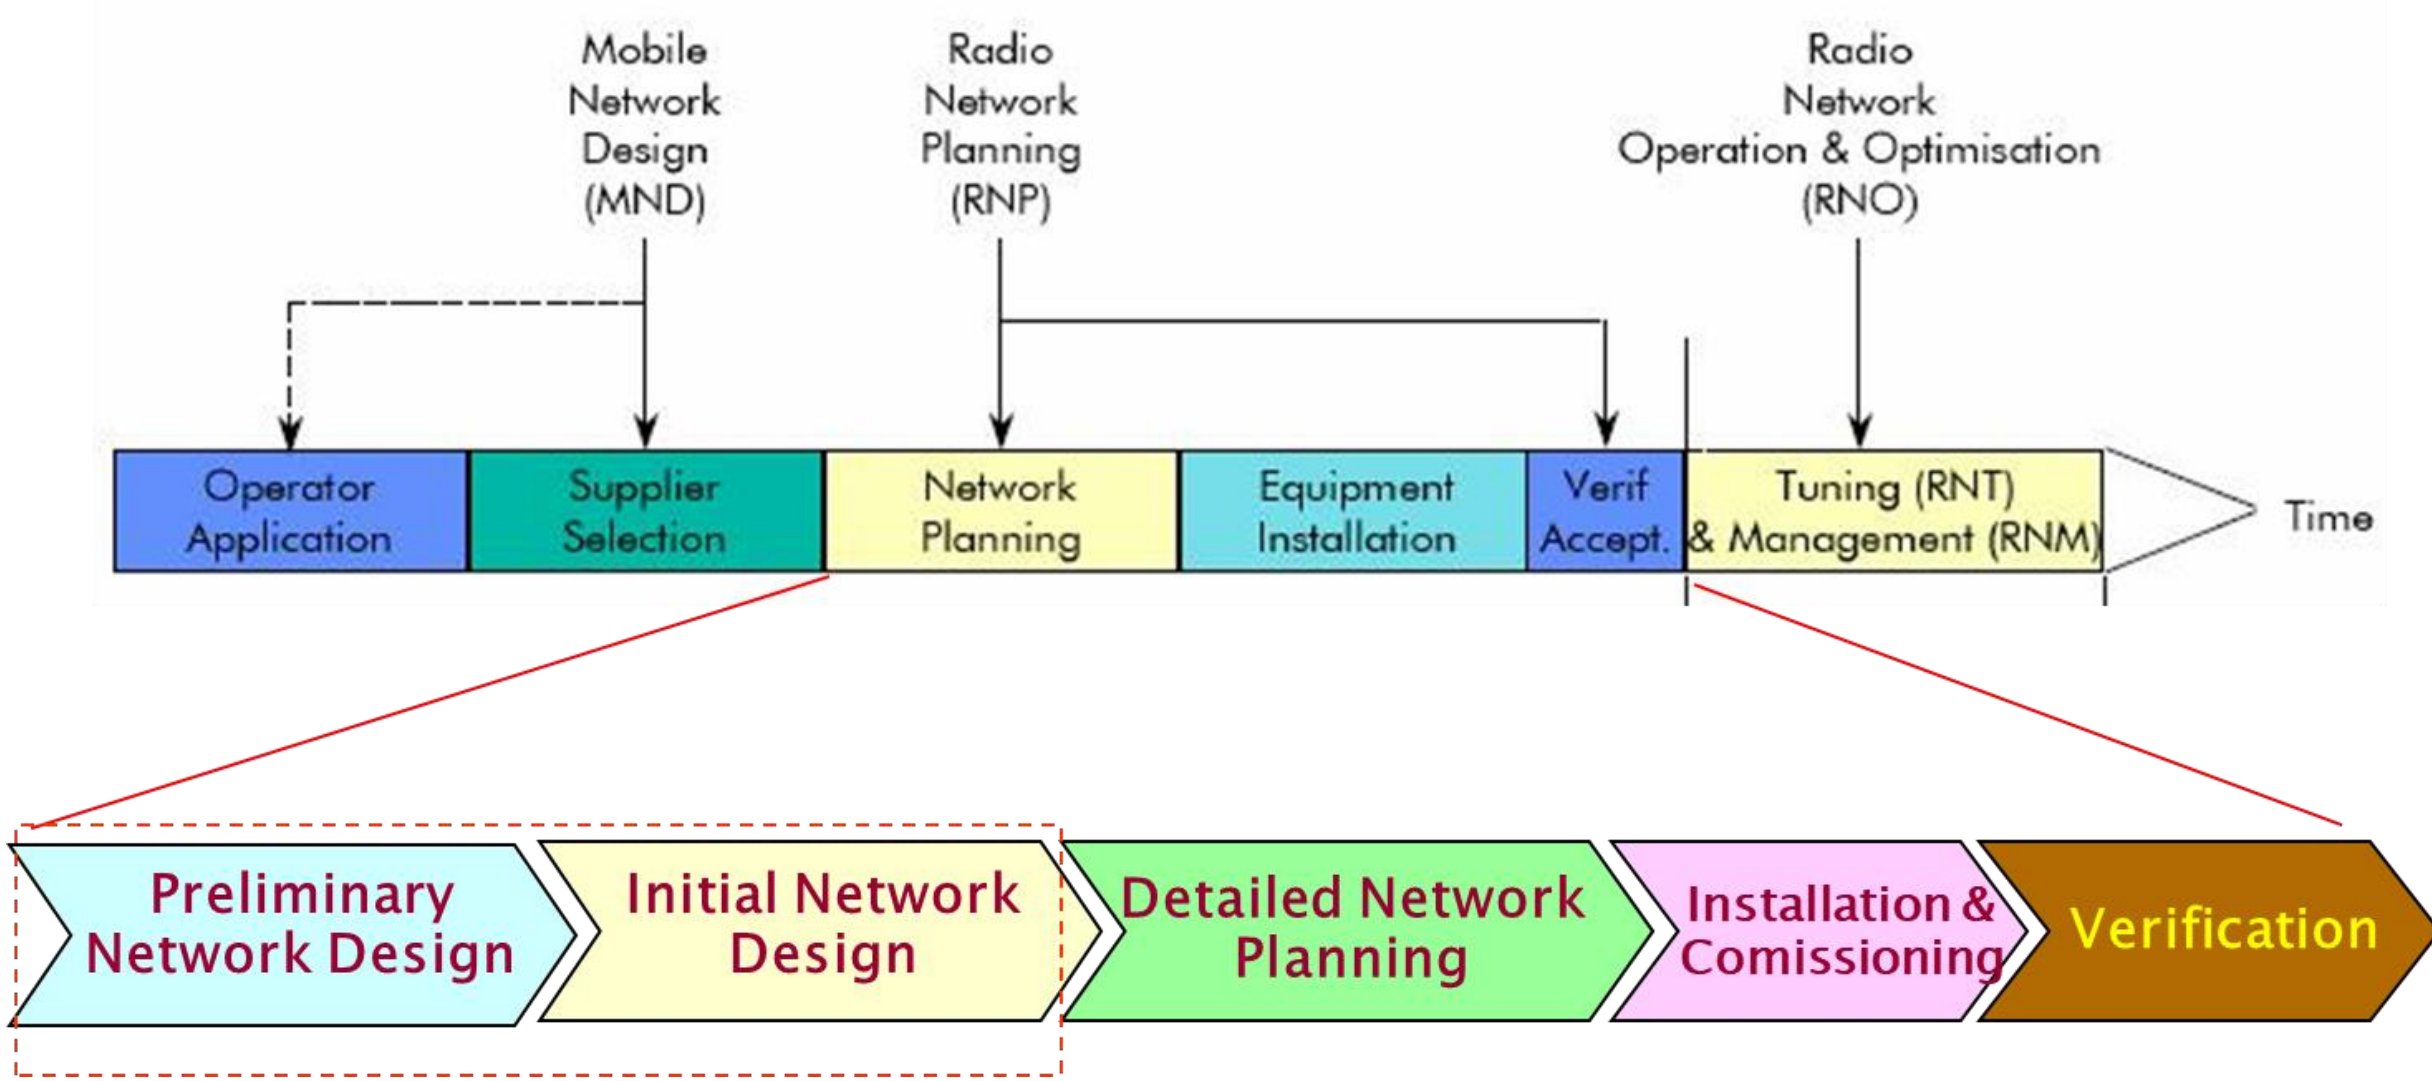 Mobile
Network
Design
(MND)
Radio
Network
Planning
(RNP)
Radio
Network
Operation & Optimisation
(RNO)
Operator
Application
Supplier
Selection
Network
Planning
Equipment
Installation
Verif
Accept.
Tuning (RNT)
& Management (RNM)
Time
Preliminary
Network Design
Initial Network
Design
Detailed Network
Planning
Installation &
Comissioning
Verification